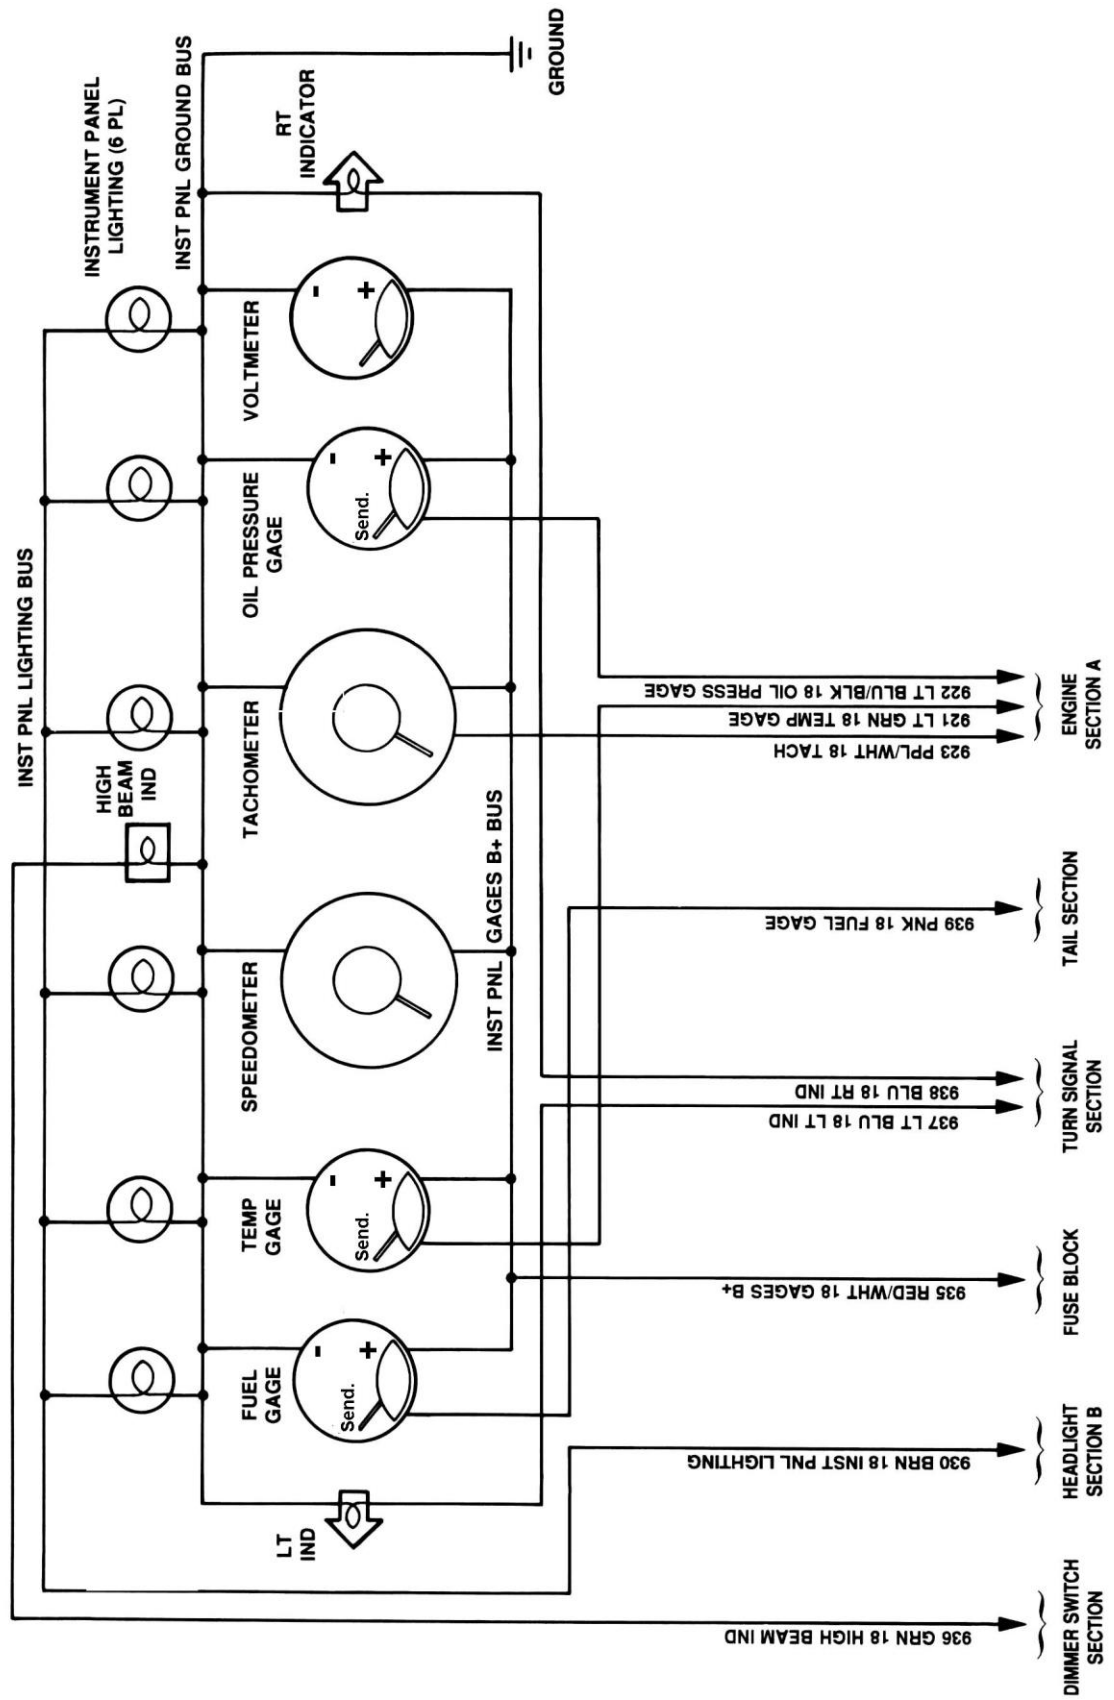 INSTRUMENT PANEL
LIGHTING (6 PL)
INST PNL LIGHTING BUS
HIGH
BEAM
IND
INST PNL GROUND BUS
LT
IND
FUEL
GAGE
TEMP
GAGE
SPEEDOMETER
TACHOMETER
OIL PRESSURE
GAGE
VOLTMETER
RT
INDICATOR
- + Send.
- + Send.
- + Send.
- +
INST PNL GAGES B+ BUS
GROUND
936 GRN 18 HIGH BEAM IND
930 BRN 18 INST PNL LIGHTING
935 RED/WHT 18 GAGES B+
937 LT BLU 18 LT IND
938 BLU 18 RT IND
939 PNK 18 FUEL GAGE
923 PPL/WHT 18 TACH
921 LT GRN 18 TEMP GAGE
922 LT BLU/BLK 18 OIL PRESS GAGE
DIMMER SWITCH
SECTION
HEADLIGHT
SECTION B
FUSE BLOCK
TURN SIGNAL
SECTION
TAIL SECTION
ENGINE
SECTION A